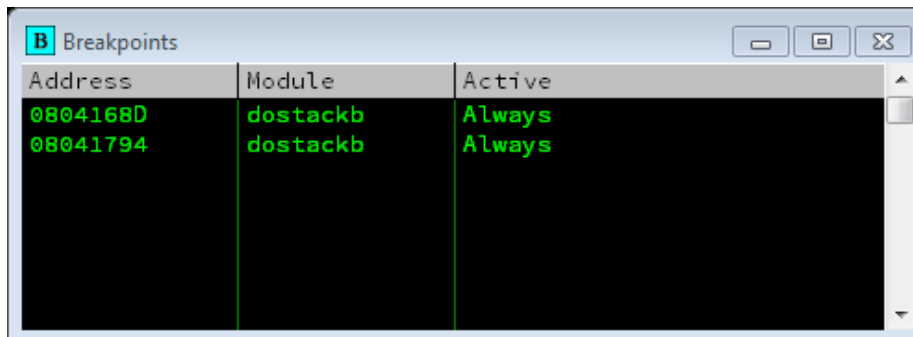 B Breakpoints
Address Module Active
0804168D dostackb Always
08041794 dostackb Always